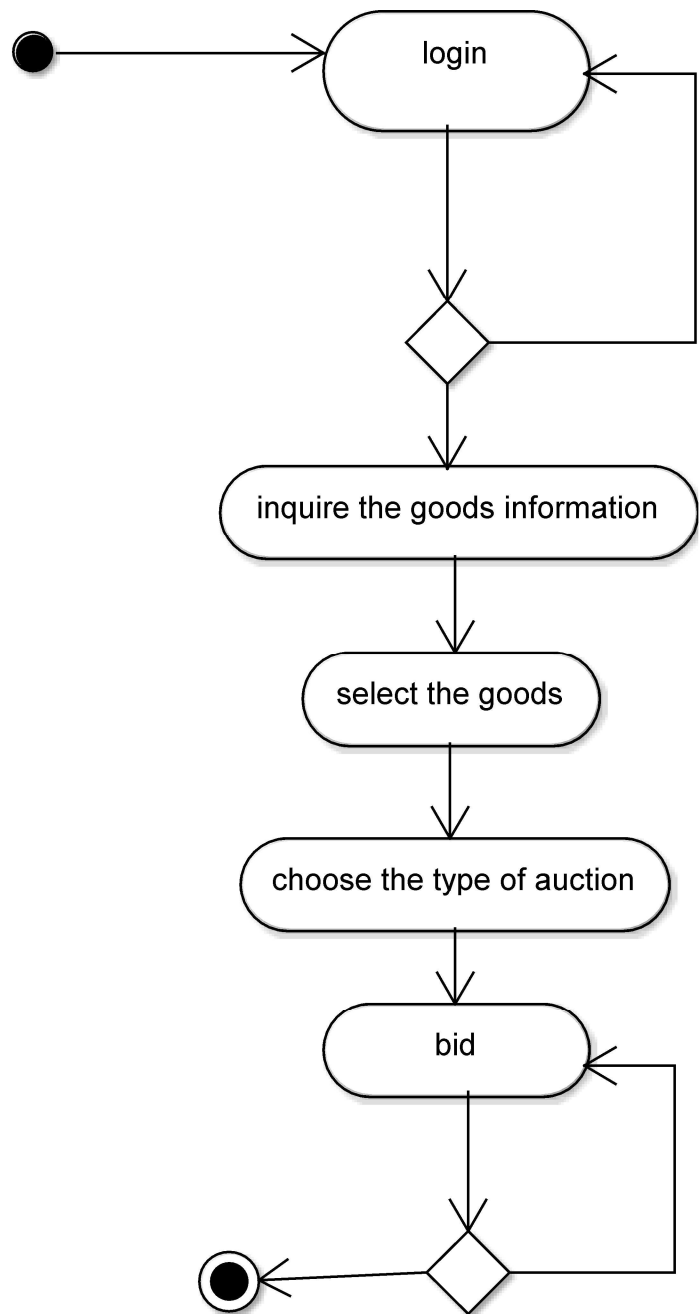 login
inquire the goods information
select the goods
choose the type of auction
bid